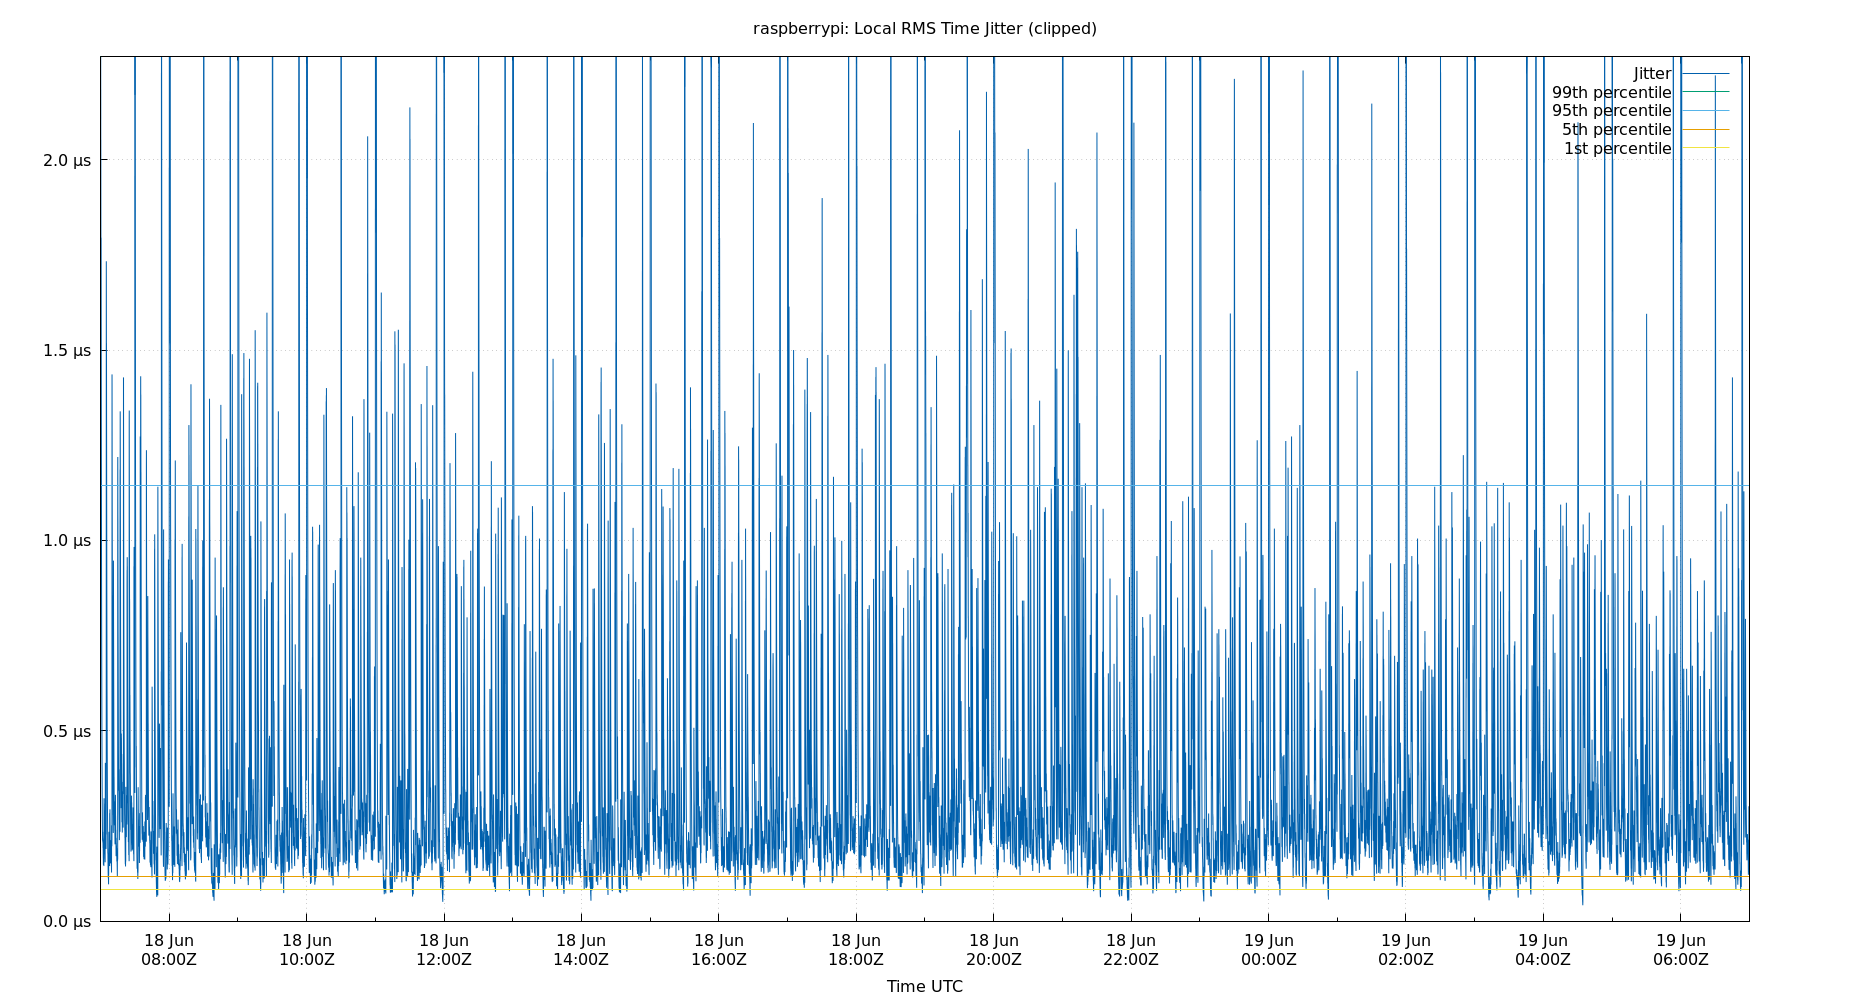 raspberrypi: Local RMS Time Jitter (clipped)
Jitter
99th percentile
95th percentile
5th percentile
1st percentile
2.0 µs
1.5 µs
1.0 µs
0.5 µs
0.0 µs
18 Jun 18 Jun 18 Jun 18 Jun 18 Jun 18 Jun 18 Jun 18 Jun 19 Jun 19 Jun 19 Jun 19 Jun
08:00Z 10:00Z 12:00Z 14:00Z 16:00Z 18:00Z 20:00Z 22:00Z 00:00Z 02:00Z 04:00Z 06:00Z
Time UTC